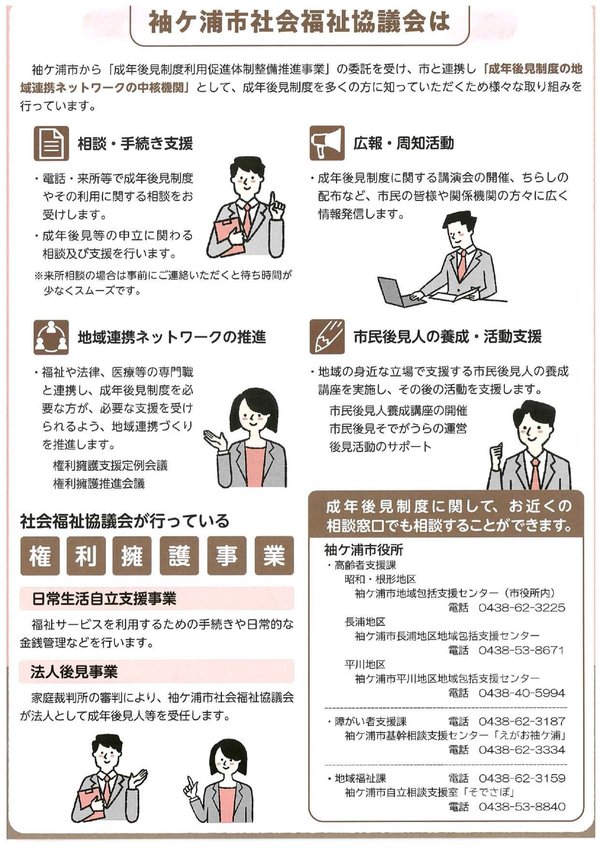 袖ケ浦市社会福祉協議会は
袖ケ浦市から「成年後見制度利用促進体制整備推進事業」の委託を受け、市と連携し「成年後見制度の地
域連携ネットワークの中核機関」として、成年後見制度を多くの方に知っていただくため様々な取り組みを
行っています。
相談・手続き支援
・電話・来所等で成年後見制度
やその利用に関する相談をお
受けします。
・成年後見等の申立に関わる
相談及び支援を行います。
※来所相談の場合は事前にご連絡いただくと待ち時間が
少なくスムーズです。
広報・周知活動
・成年後見制度に関する講演会の開催、ちらしの
配布など、市民の皆様や関係機関の方々に広く
情報発信します。
地域連携ネットワークの推進
・福祉や法律、医療等の専門職
と連携し、成年後見制度を必
要な方が、必要な支援を受け
られるよう、地域連携づくり
を推進します。
権利擁護支援定例会議
権利擁護推進会議
市民後見人の養成・活動支援
・地域の身近な立場で支援する市民後見人の養成
講座を実施し、その後の活動を支援します。
市民後見人養成講座の開催
市民後見そでがうらの運営
後見活動のサポート
社会福祉協議会が行っている
権利擁護事業
日常生活自立支援事業
福祉サービスを利用するための手続きや日常的な
金銭管理などを行います。
法人後見事業
家庭裁判所の審判により、袖ケ浦市社会福祉協議会
が法人として成年後見人等を受任します。
成年後見制度に関して、お近くの
相談窓口でも相談することができます。
袖ケ浦市役所
・高齢者支援課
昭和・根形地区
袖ケ浦市地域包括支援センター（市役所内）
電話 0438-62-3225
長浦地区
袖ケ浦市長浦地区地域包括支援センター
電話 0438-53-8671
平川地区
袖ケ浦市平川地区地域包括支援センター
電話 0438-40-5994
・障がい者支援課 電話 0438-62-3187
袖ケ浦市基幹相談支援センター「えがお袖ケ浦」
電話 0438-62-3334
・地域福祉課 電話 0438-62-3159
袖ケ浦市自立相談支援室「そでさぽ」
電話 0438-53-8840